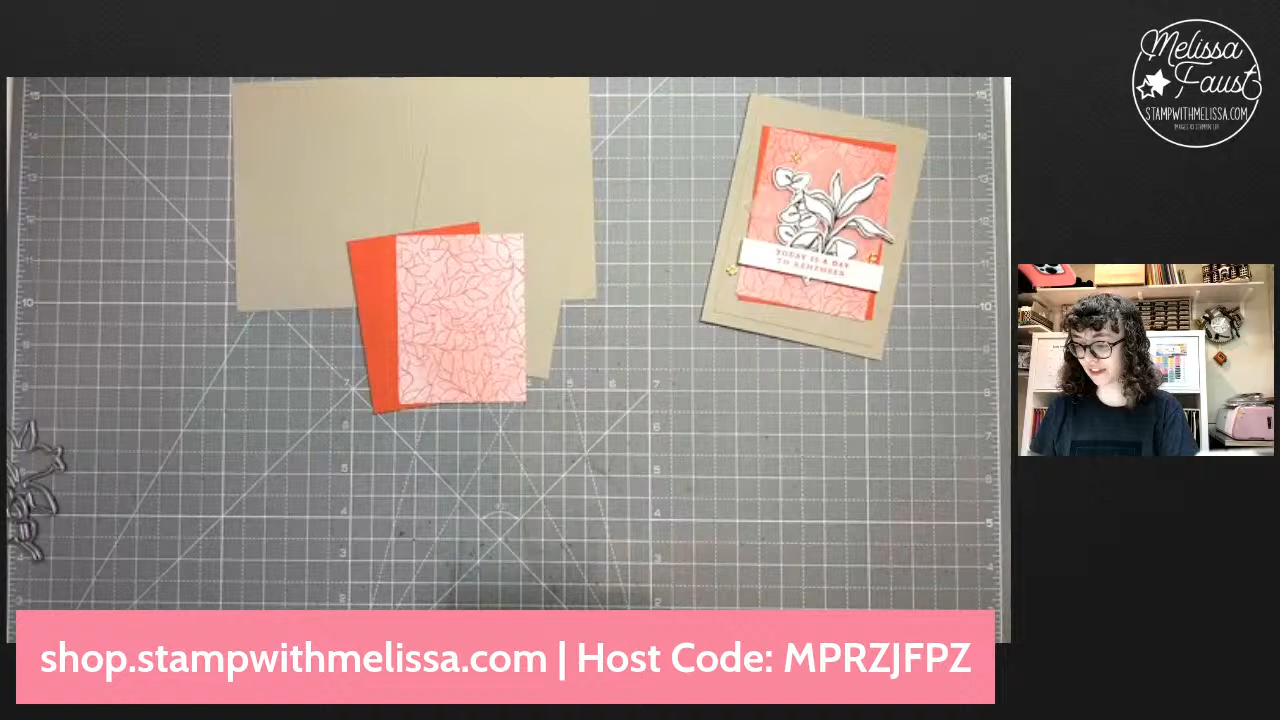 Melissa
Faust
STAMPWITHMELISSA.COM
TODAY IS A DAY
TO REMEMBER
shop.stampwithmelissa.com | Host Code: MPRZJFPZ